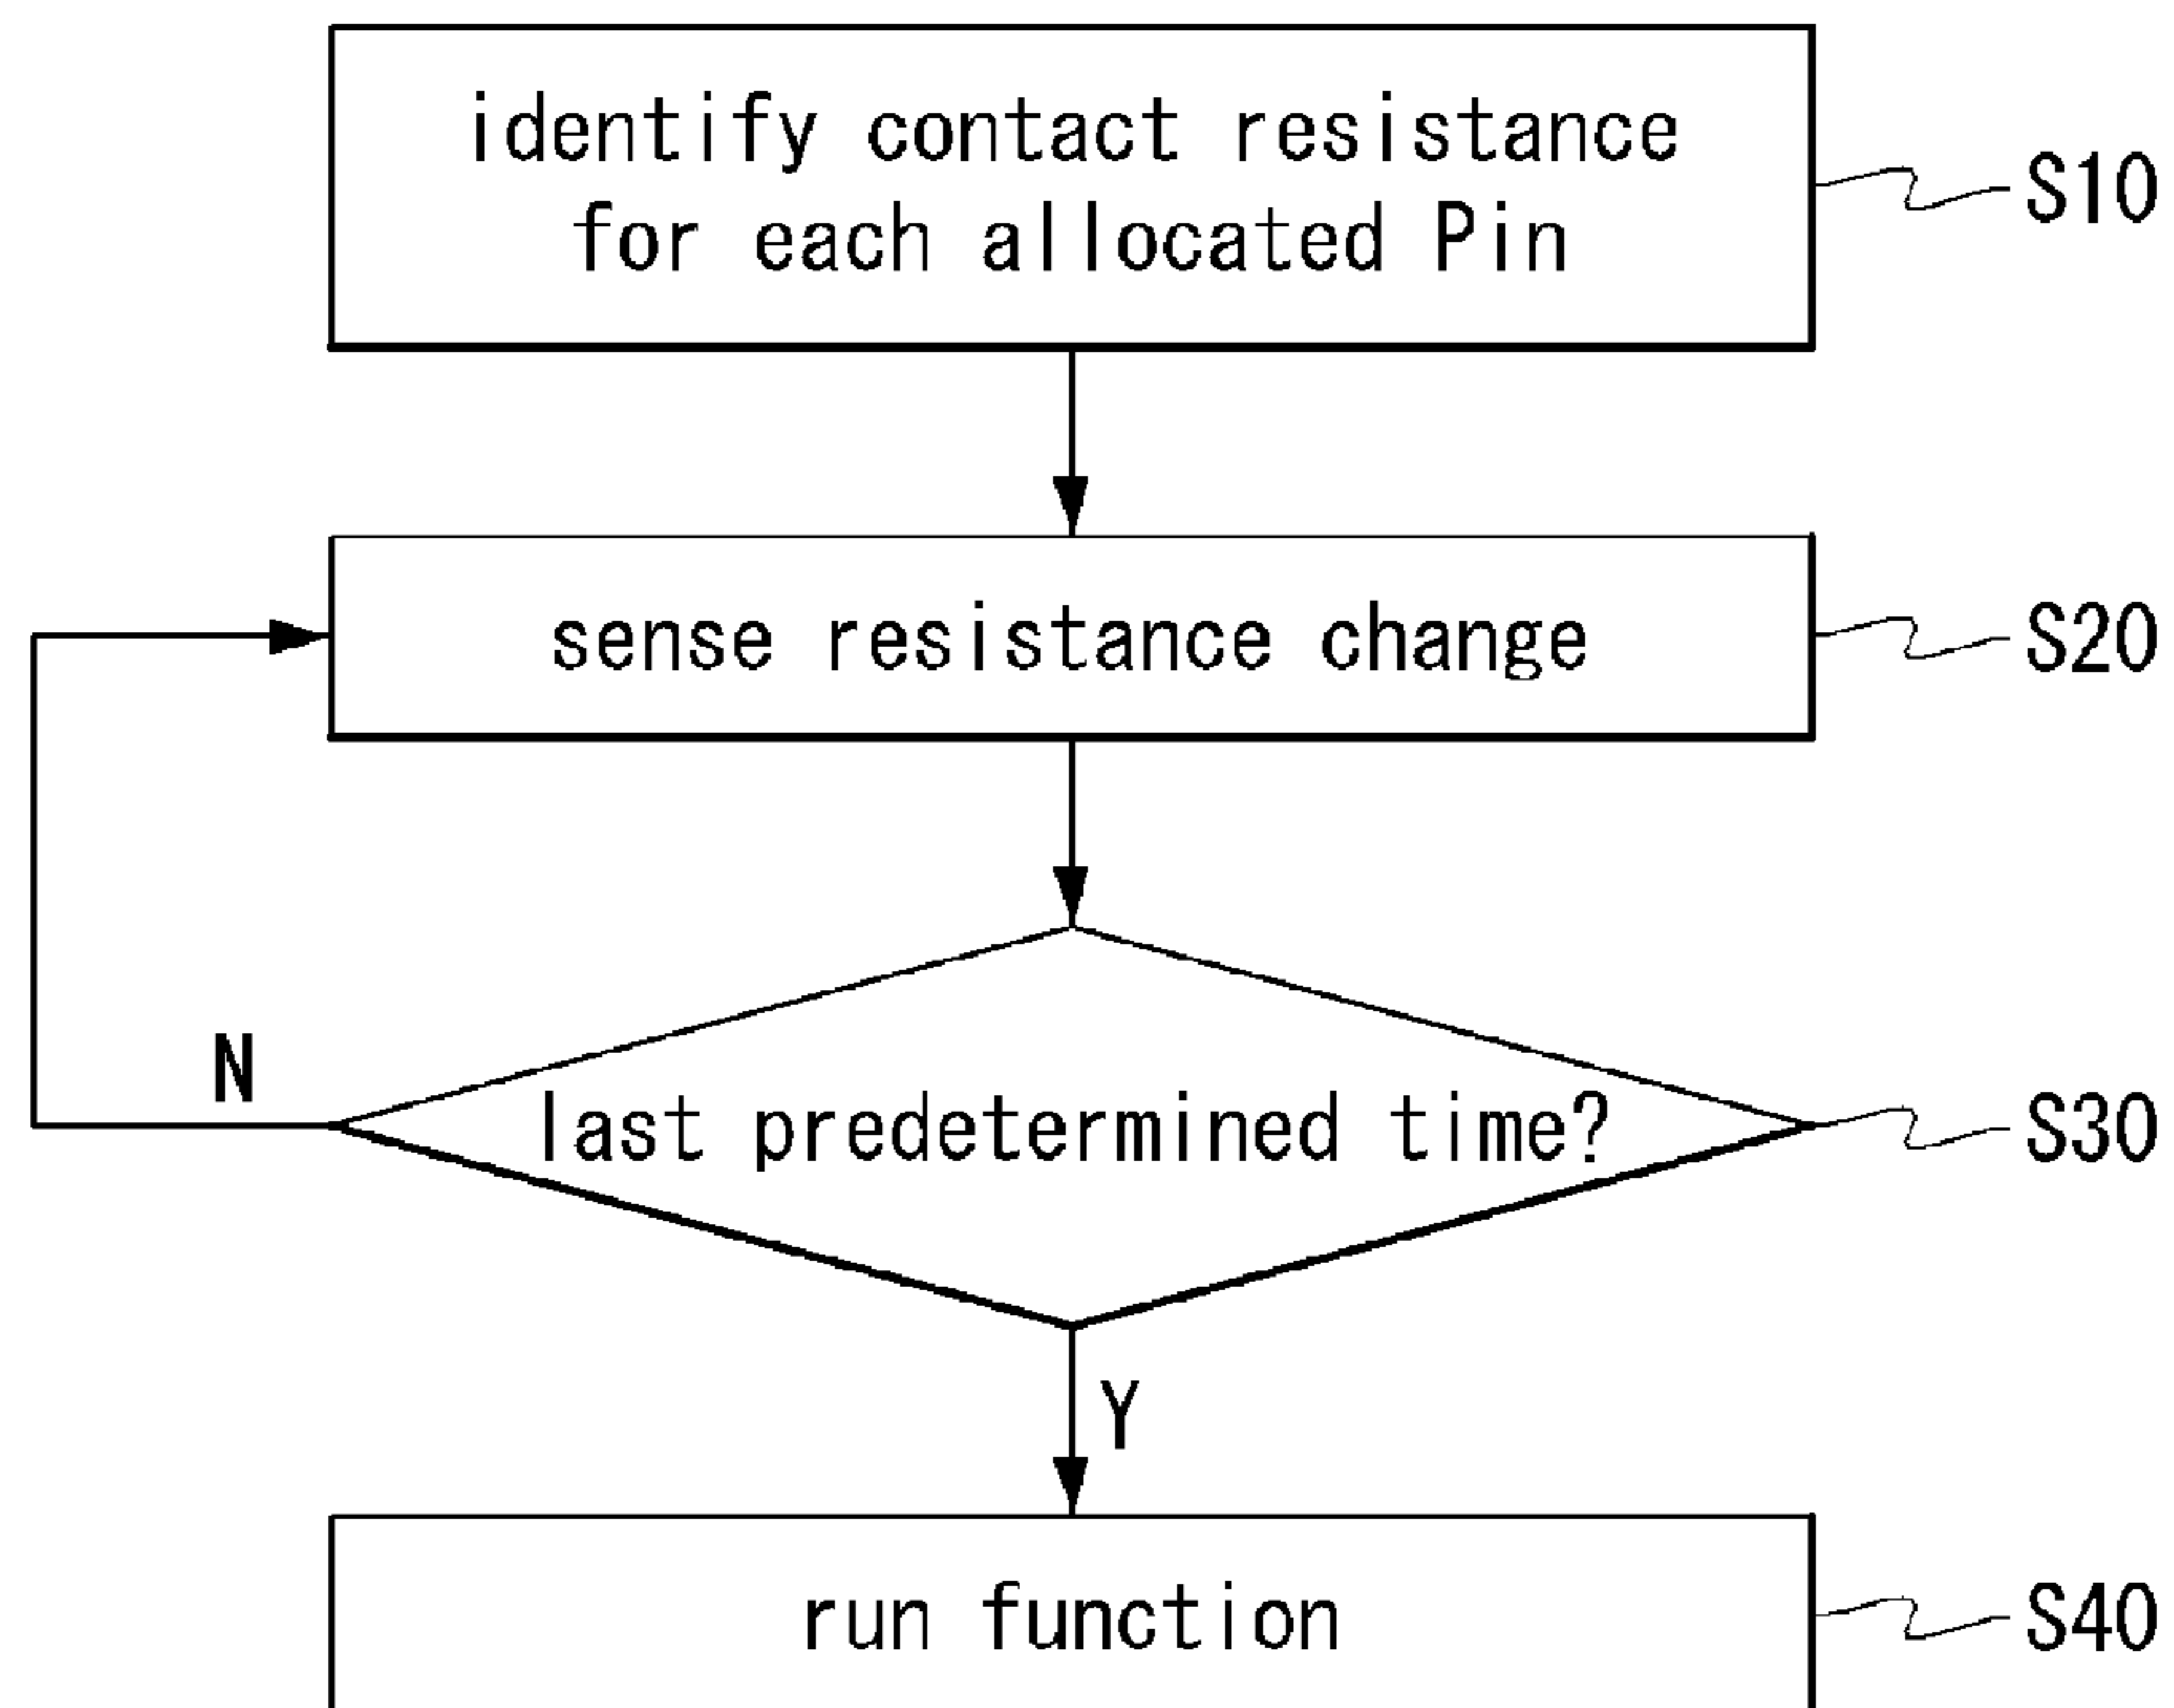 identify contact resistance
for each allocated Pin
S10
sense resistance change
S20
N
last predetermined time?
S30
Y
run function
S40